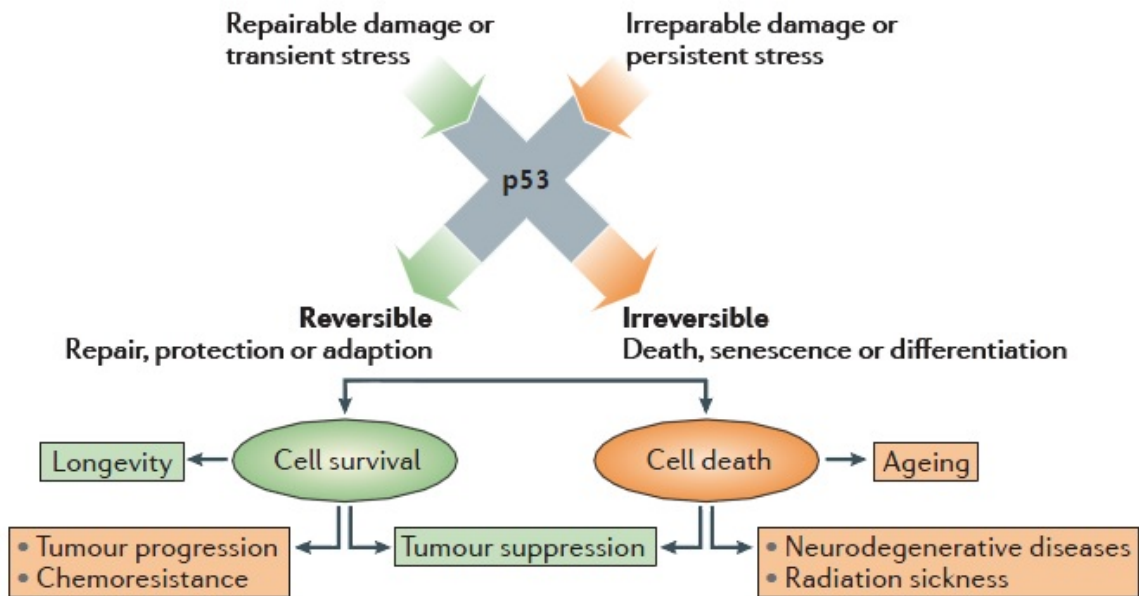 Repairable damage or
transient stress
Irreparable damage or
persistent stress
p53
Reversible
Repair, protection or adaption
Irreversible
Death, senescence or differentiation
Longevity
Cell survival
Cell death
Ageing
• Tumour progression
• Chemoresistance
Tumour suppression
• Neurodegenerative diseases
• Radiation sickness